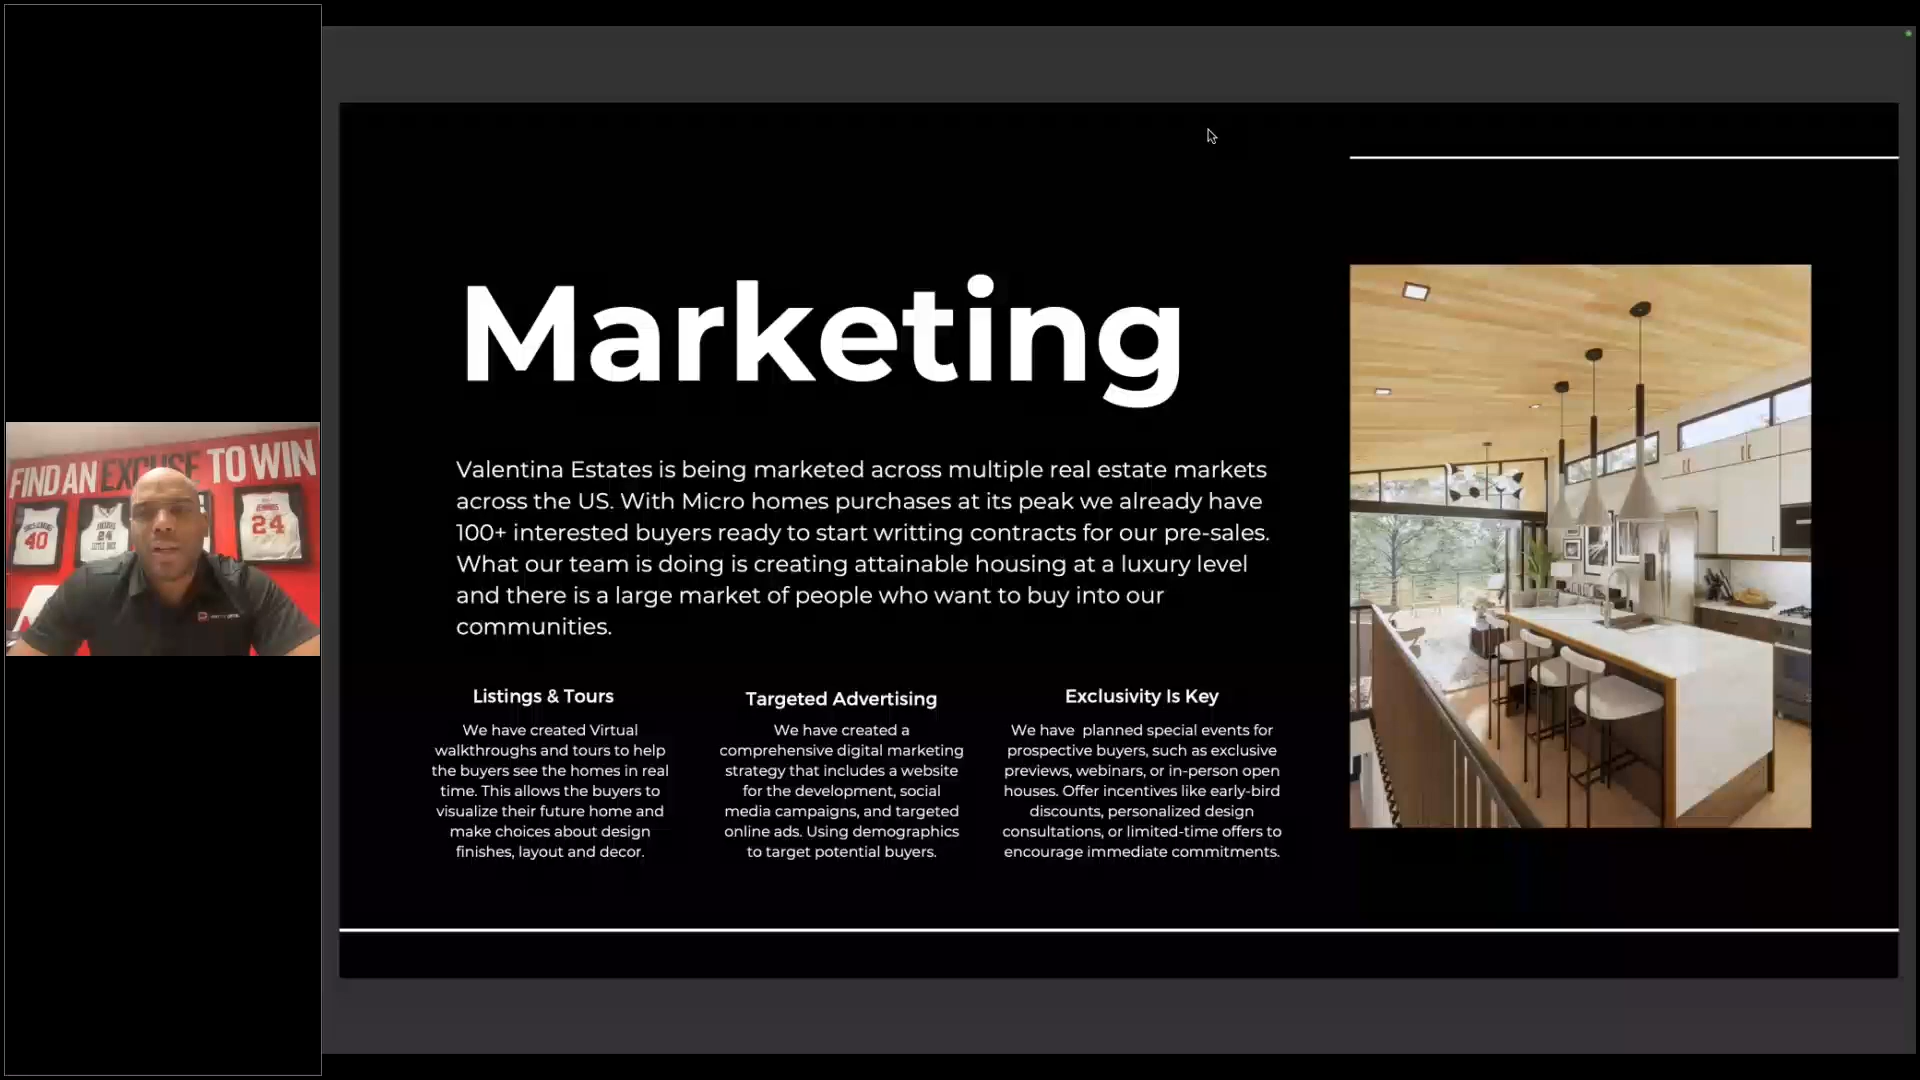 FIND AN EXCUSE TO WIN
40
24
24
Marketing
Valentina Estates is being marketed across multiple real estate markets
across the US. With Micro homes purchases at its peak we already have
100+ interested buyers ready to start writting contracts for our pre-sales.
What our team is doing is creating attainable housing at a luxury level
and there is a large market of people who want to buy into our
communities.
Listings & Tours
We have created Virtual
walkthroughs and tours to help
the buyers see the homes in real
time. This allows the buyers to
visualize their future home and
make choices about design
finishes, layout and decor.
Targeted Advertising
We have created a
comprehensive digital marketing
strategy that includes a website
for the development, social
media campaigns, and targeted
online ads. Using demographics
to target potential buyers.
Exclusivity Is Key
We have  planned special events for
prospective buyers, such as exclusive
previews, webinars, or in-person open
houses. Offer incentives like early-bird
discounts, personalized design
consultations, or limited-time offers to
encourage immediate commitments.